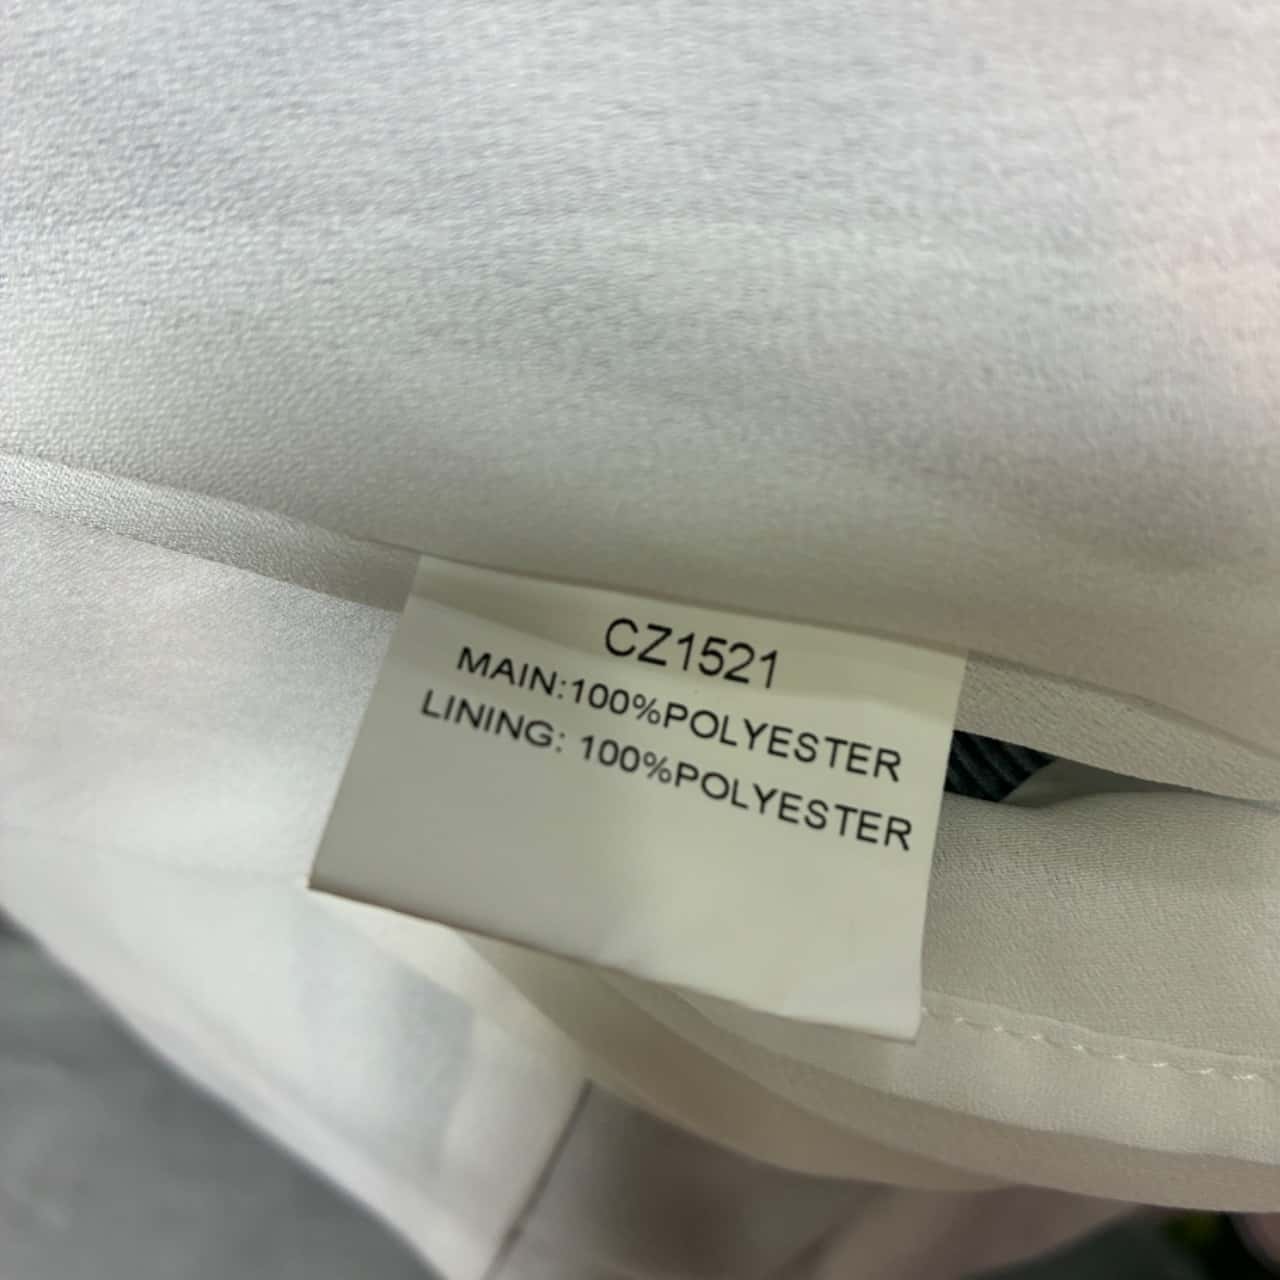 CZ1521
MAIN:100%POLYESTER
LINING: 100%POLYESTER